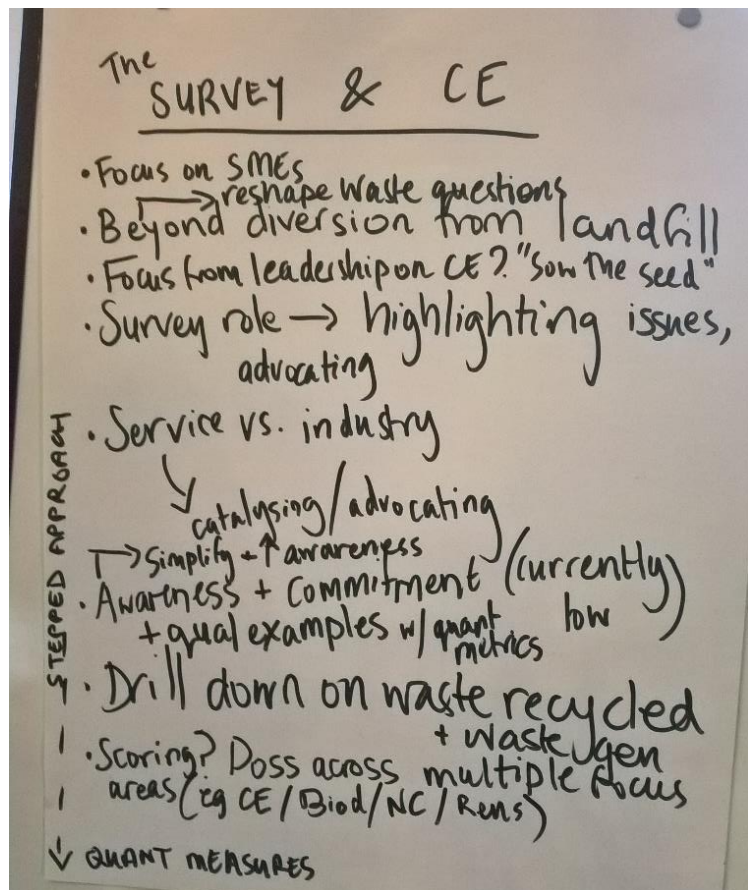 The
SURVEY & CE
• Focus on SMEs
→ reshape waste questions
• Beyond diversion from landfill
• Focus from leadership on CE? "Sow the seed"
• Survey role → highlighting issues,
advocating
• Service vs. industry
catalysing/advocating
→ simplify + ↑ awareness
• Awareness + Commitment (currently
low)
+ qual examples w/ quant
metrics
• Drill down on waste recycled
+ waste gen
• Scoring? Doss across multiple focus
areas (eg CE/Biod/NC/Rens)
STEPPED APPROACH
QUANT MEASURES